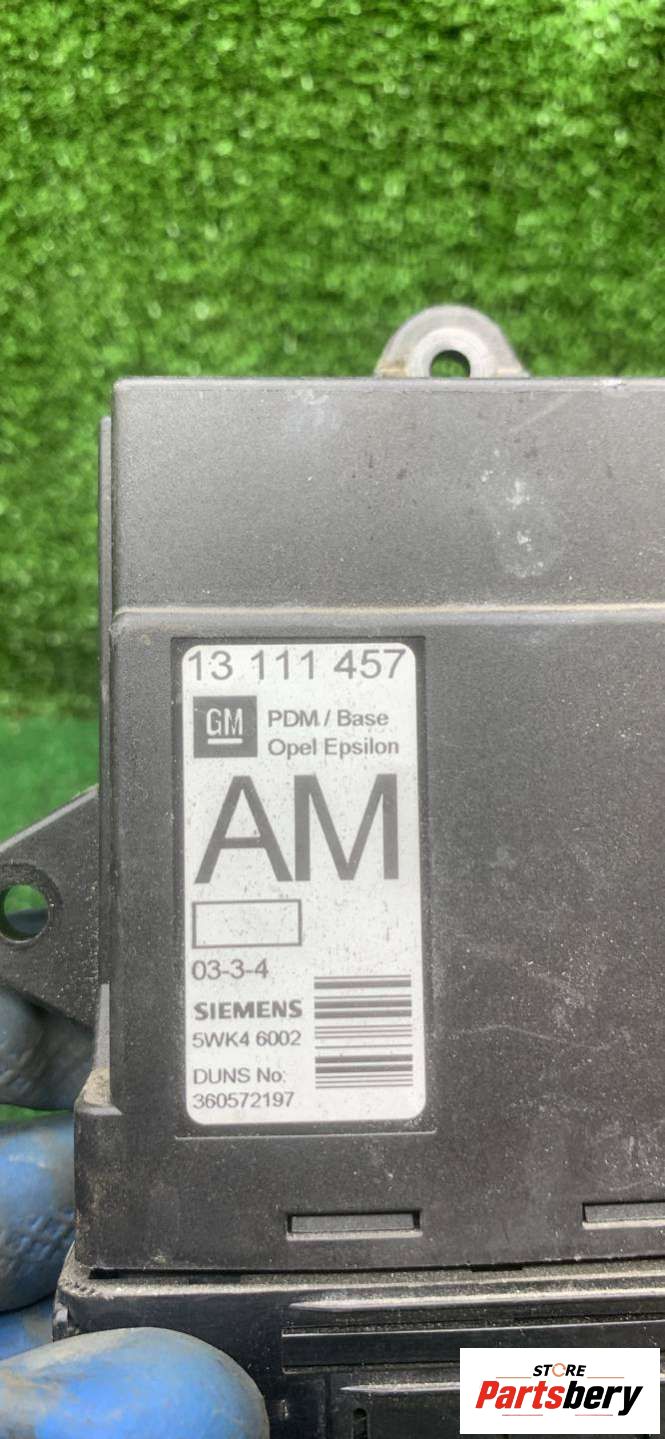 13 111 457
GM
PDM / Base
Opel Epsilon
AM
03-3-4
SIEMENS
5WK4 6002
DUNS No:
360572197
STORE
Partsbery